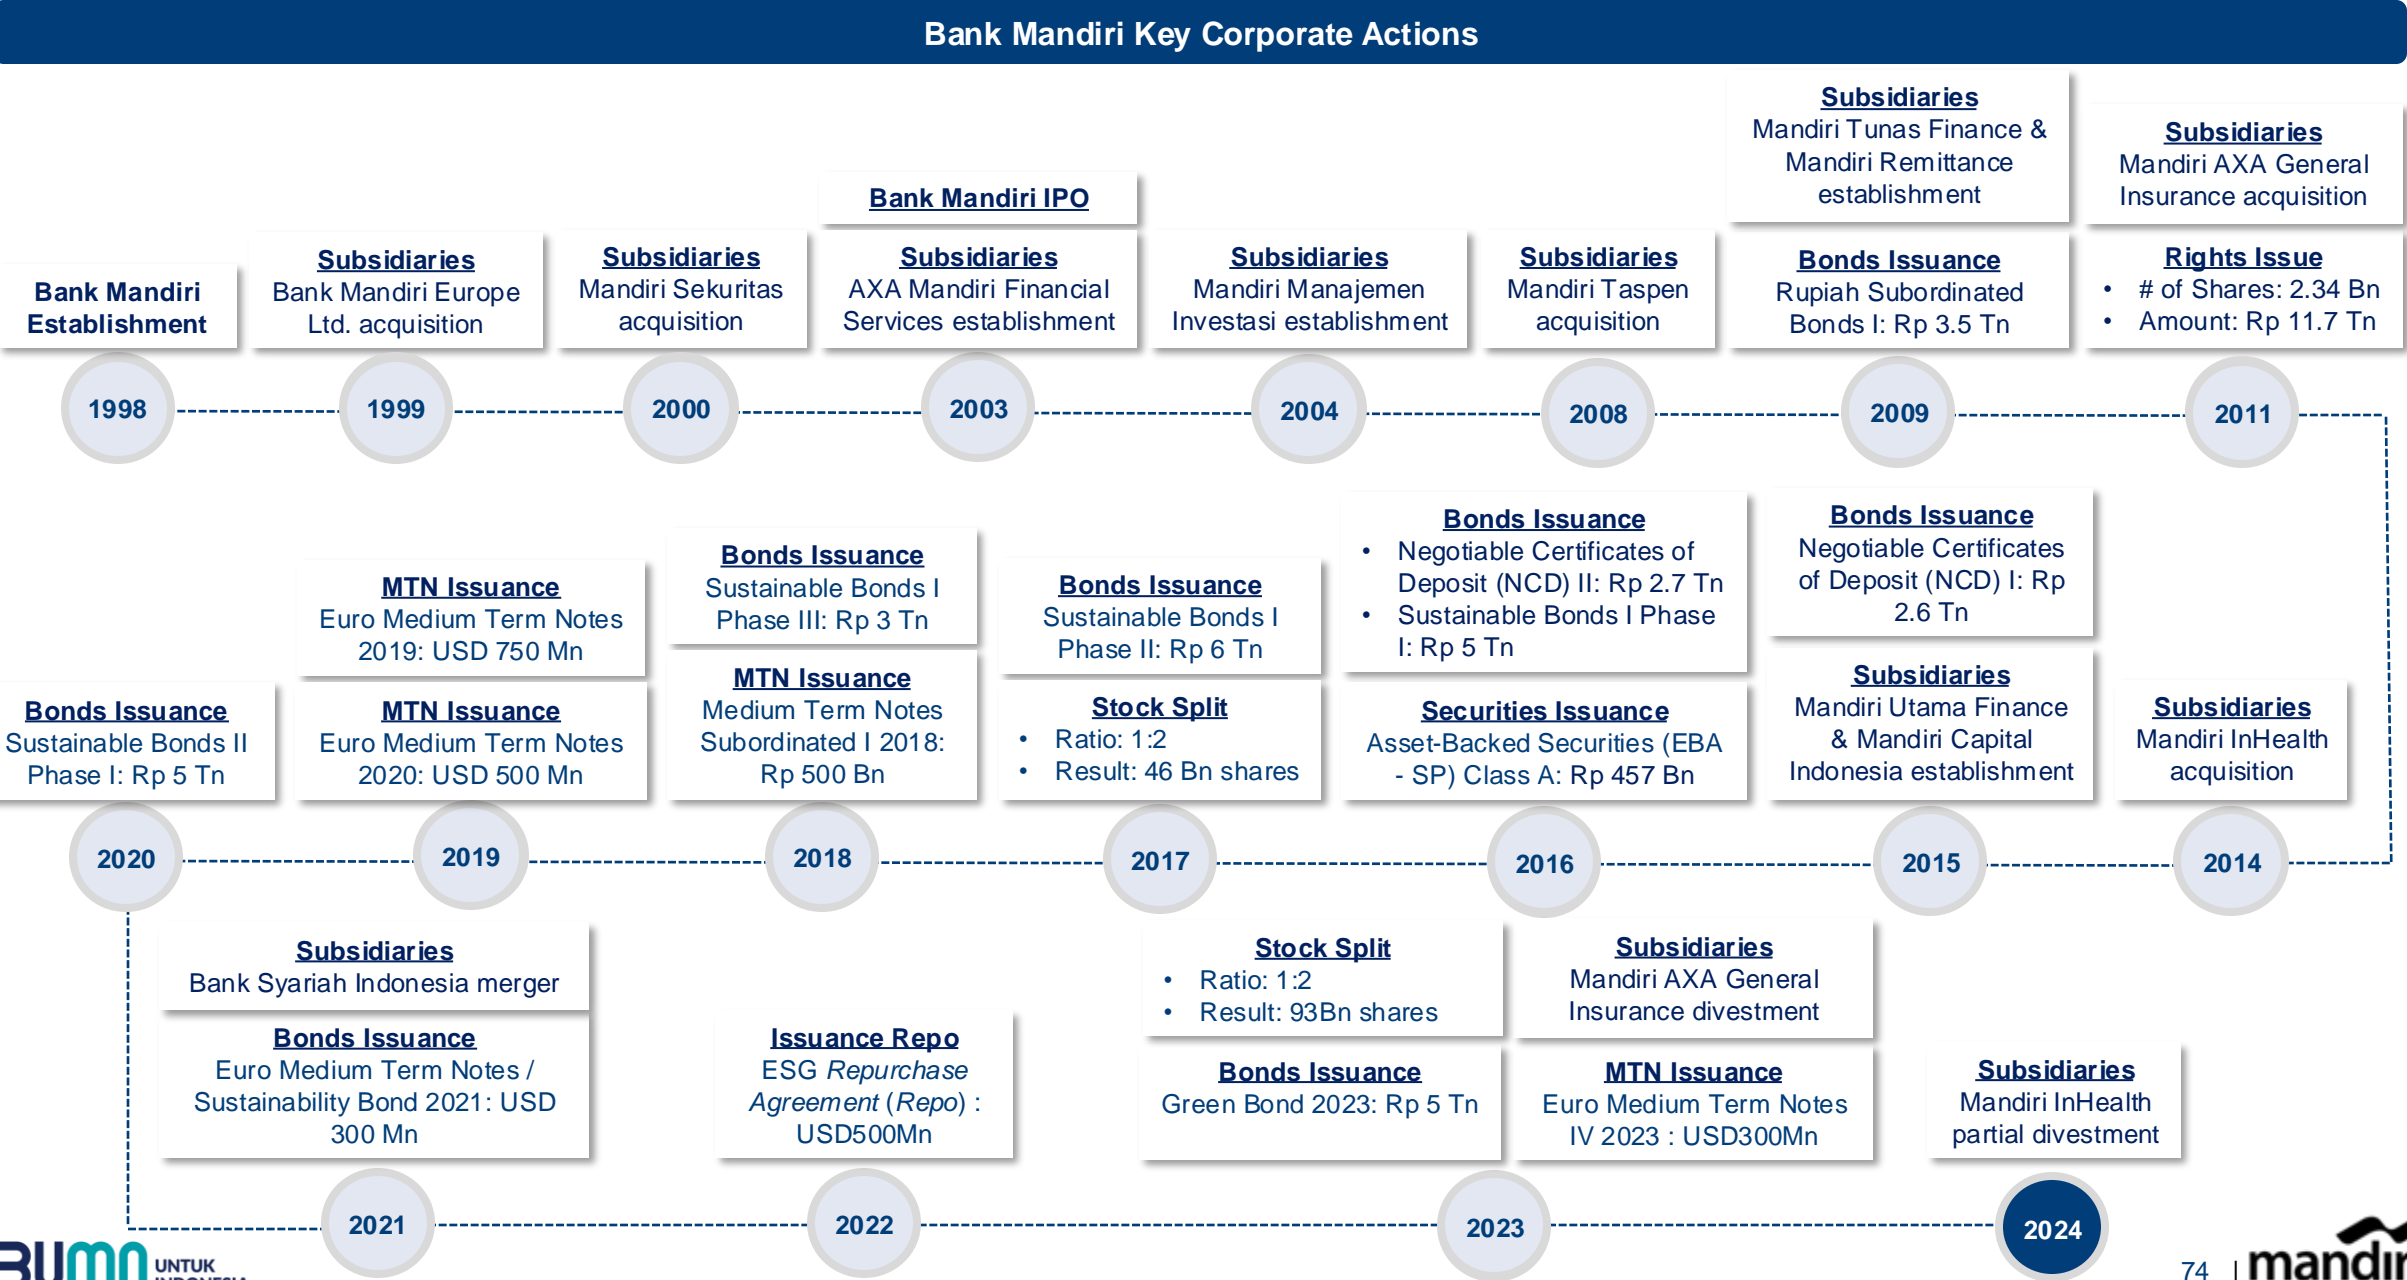 Bank Mandiri Key Corporate Actions
Bank Mandiri
Establishment
1998
Subsidiaries
Bank Mandiri Europe
Ltd. acquisition
1999
Subsidiaries
Mandiri Sekuritas
acquisition
2000
Bank Mandiri IPO
Subsidiaries
AXA Mandiri Financial
Services establishment
2003
Subsidiaries
Mandiri Manajemen
Investasi establishment
2004
Subsidiaries
Mandiri Taspen
acquisition
2008
Subsidiaries
Mandiri Tunas Finance &
Mandiri Remittance
establishment
Bonds Issuance
Rupiah Subordinated
Bonds I: Rp 3.5 Tn
2009
Subsidiaries
Mandiri AXA General
Insurance acquisition
Rights Issue
• # of Shares: 2.34 Bn
• Amount: Rp 11.7 Tn
2011
Bonds Issuance
Sustainable Bonds II
Phase I: Rp 5 Tn
2020
MTN Issuance
Euro Medium Term Notes
2019: USD 750 Mn
MTN Issuance
Euro Medium Term Notes
2020: USD 500 Mn
2019
Bonds Issuance
Sustainable Bonds I
Phase III: Rp 3 Tn
MTN Issuance
Medium Term Notes
Subordinated I 2018:
Rp 500 Bn
2018
Bonds Issuance
Sustainable Bonds I
Phase II: Rp 6 Tn
Stock Split
• Ratio: 1:2
• Result: 46 Bn shares
2017
Bonds Issuance
• Negotiable Certificates of
Deposit (NCD) II: Rp 2.7 Tn
• Sustainable Bonds I Phase
I: Rp 5 Tn
Securities Issuance
Asset-Backed Securities (EBA
- SP) Class A: Rp 457 Bn
2016
Bonds Issuance
Negotiable Certificates
of Deposit (NCD) I: Rp
2.6 Tn
Subsidiaries
Mandiri Utama Finance
& Mandiri Capital
Indonesia establishment
2015
Subsidiaries
Mandiri InHealth
acquisition
2014
Subsidiaries
Bank Syariah Indonesia merger
Bonds Issuance
Euro Medium Term Notes /
Sustainability Bond 2021: USD
300 Mn
2021
Issuance Repo
ESG Repurchase
Agreement (Repo) :
USD500Mn
2022
Stock Split
• Ratio: 1:2
• Result: 93Bn shares
Bonds Issuance
Green Bond 2023: Rp 5 Tn
Subsidiaries
Mandiri AXA General
Insurance divestment
MTN Issuance
Euro Medium Term Notes
IV 2023 : USD300Mn
2023
Subsidiaries
Mandiri InHealth
partial divestment
2024
BUMN
UNTUK
INDONESIA
74 |
mandiri